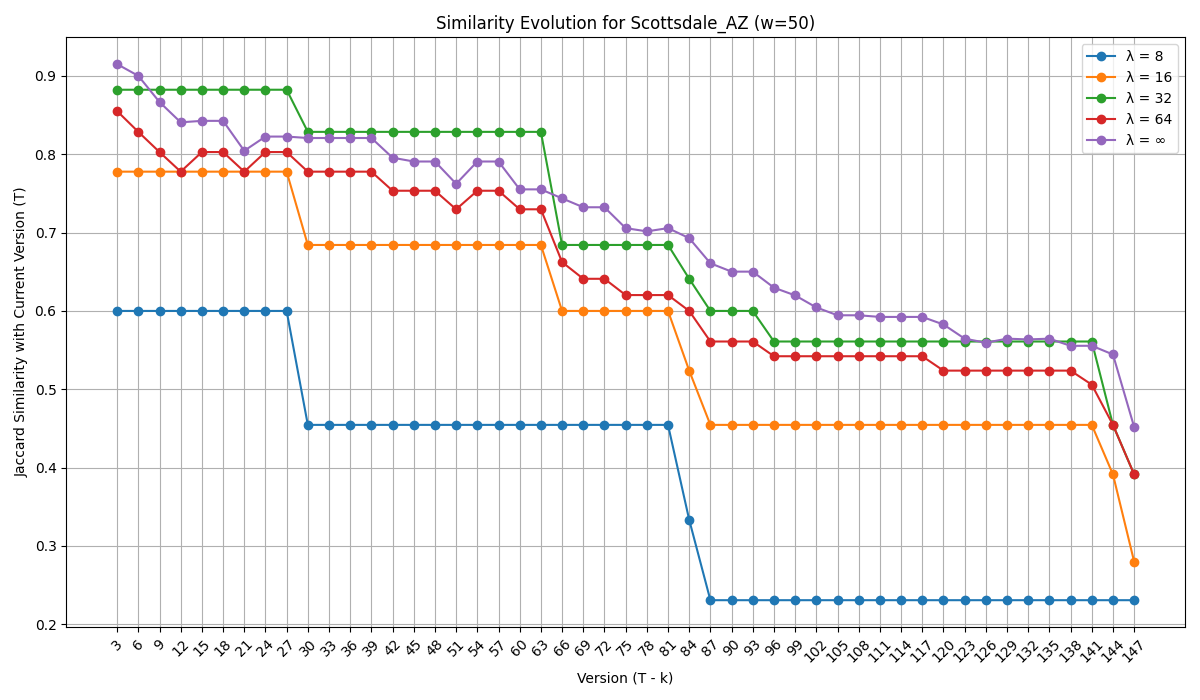 Similarity Evolution for Scottsdale_AZ (w=50)
λ = 8
λ = 16
λ = 32
λ = 64
λ = ∞
Jaccard Similarity with Current Version (T)
0.9
0.8
0.7
0.6
0.5
0.4
0.3
0.2
3 6 9 12 15 18 21 24 27 30 33 36 39 42 45 48 51 54 57 60 63 66 69 72 75 78 81 84 87 90 93 96 99 102 105 108 111 114 117 120 123 126 129 132 135 138 141 144 147
Version (T - k)